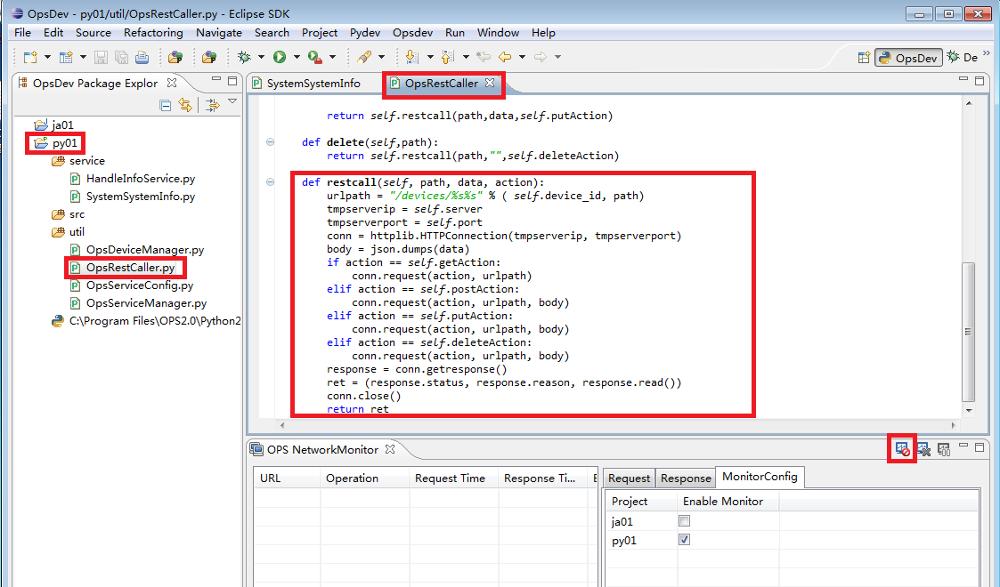 OpsDev - py01/util/OpsRestCaller.py - Eclipse SDK
File Edit Source Refactoring Navigate Search Project Pydev Opsdev Run Window Help
OpsDev De »
OpsDev Package Explor
ja01
py01
service
HandleInfoService.py
SystemSystemInfo.py
src
util
OpsDeviceManager.py
OpsRestCaller.py
OpsServiceConfig.py
OpsServiceManager.py
C:\Program Files\OPS2.0\Python2
SystemSystemInfo OpsRestCaller
return self.restcall(path,data,self.putAction)
def delete(self,path):
return self.restcall(path,"",self.deleteAction)
def restcall(self, path, data, action):
urlpath = "/devices/%s%s" % ( self.device_id, path)
tmpserverip = self.server
tmpserverport = self.port
conn = httplib.HTTPConnection(tmpserverip, tmpserverport)
body = json.dumps(data)
if action == self.getAction:
conn.request(action, urlpath)
elif action == self.postAction:
conn.request(action, urlpath, body)
elif action == self.putAction:
conn.request(action, urlpath, body)
elif action == self.deleteAction:
conn.request(action, urlpath, body)
response = conn.getresponse()
ret = (response.status, response.reason, response.read())
conn.close()
return ret
OPS NetworkMonitor
URL Operation Request Time Response Ti...
Request Response MonitorConfig
Project Enable Monitor
ja01
py01